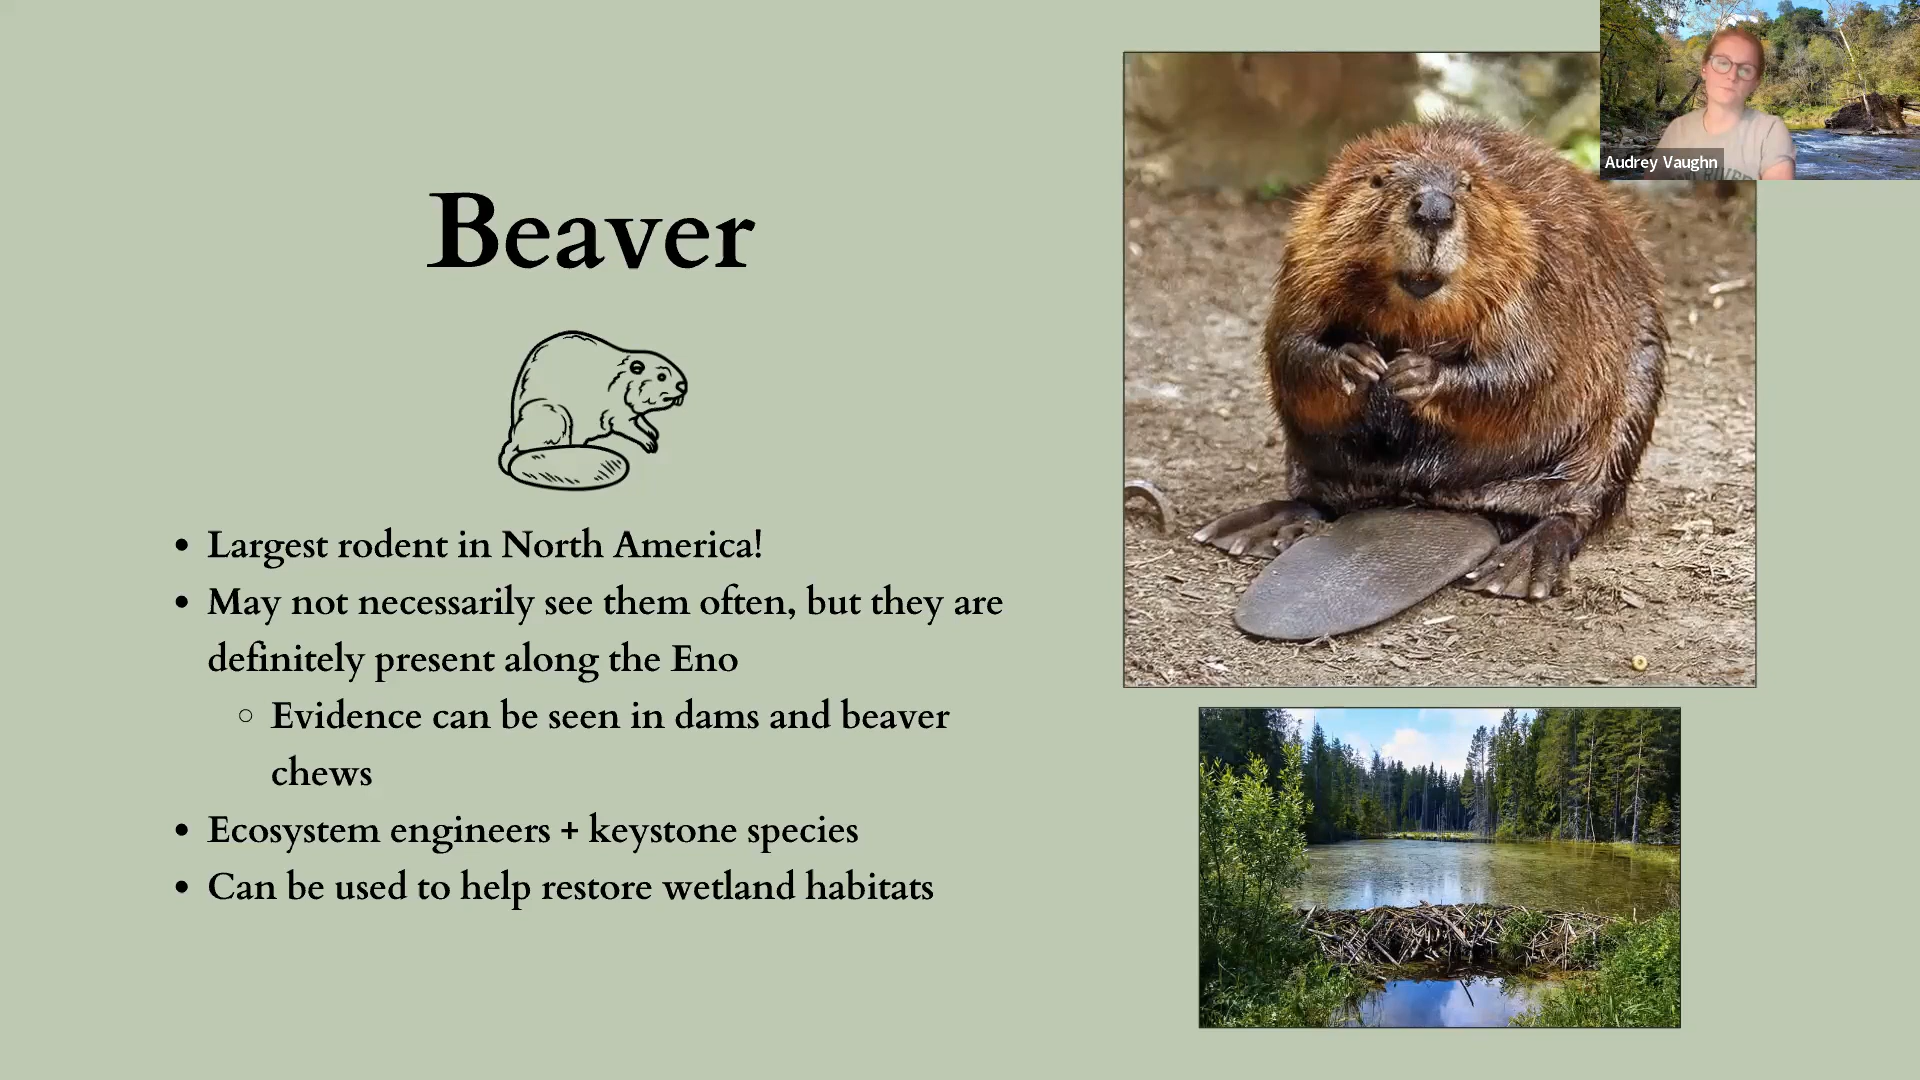 Audrey Vaughn
Beaver
• Largest rodent in North America!
• May not necessarily see them often, but they are
definitely present along the Eno
○ Evidence can be seen in dams and beaver
chews
• Ecosystem engineers + keystone species
• Can be used to help restore wetland habitats